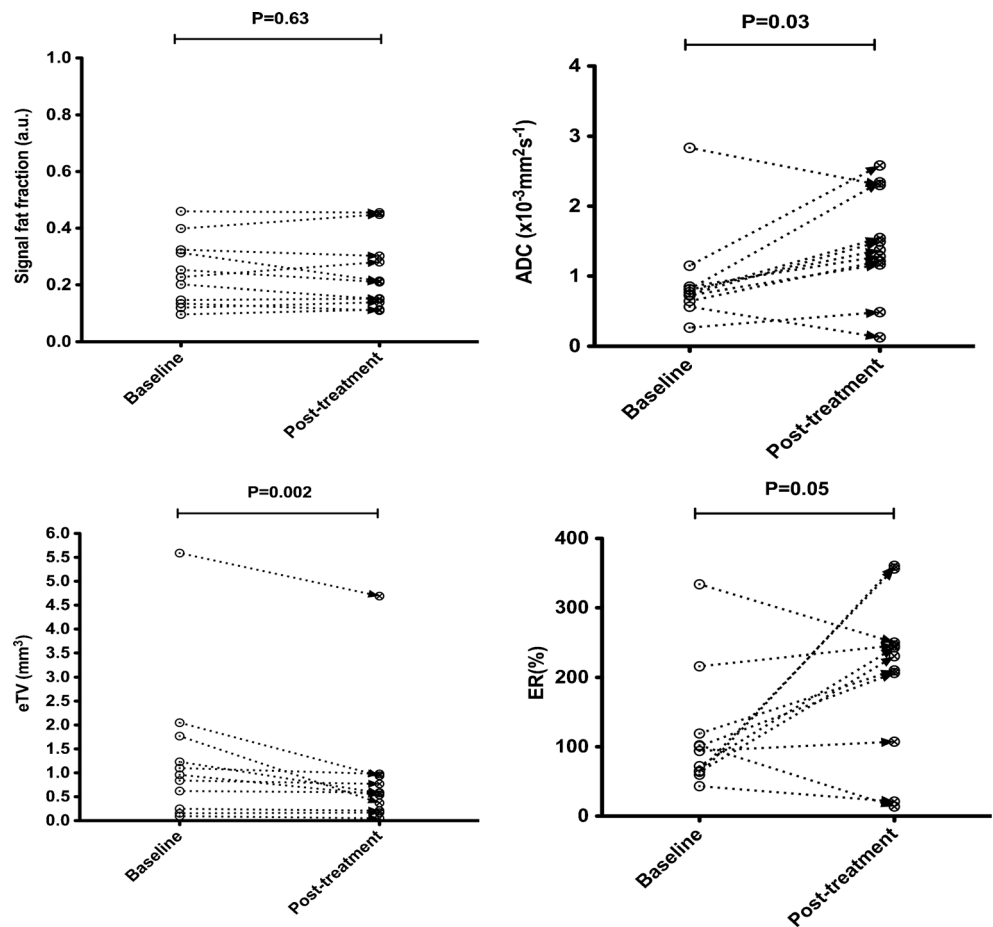 P=0.63
Signal fat fraction (a.u.)
1.0
0.8
0.6
0.4
0.2
0.0
Baseline
Post-treatment
P=0.03
ADC (x10⁻³mm²s⁻¹)
4
3
2
1
0
Baseline
Post-treatment
P=0.002
eTV (mm³)
6.0
5.5
5.0
4.5
4.0
3.5
3.0
2.5
2.0
1.5
1.0
0.5
0.0
Baseline
Post-treatment
P=0.05
ER(%)
400
300
200
100
0
Baseline
Post-treatment